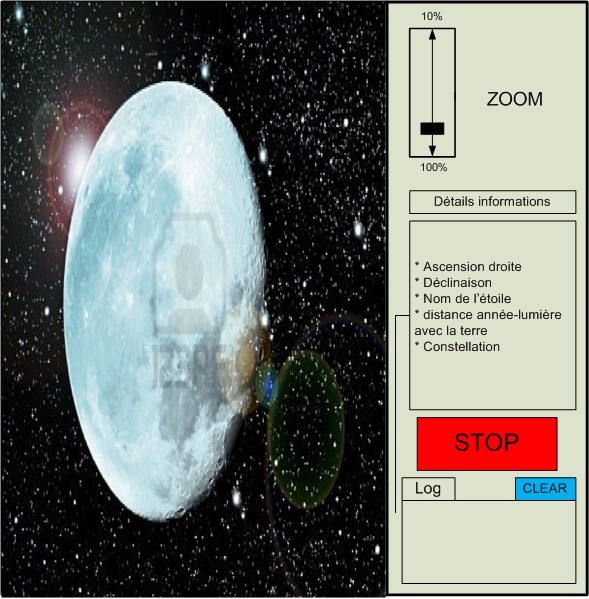 10%
ZOOM
100%
Détails informations
* Ascension droite
* Déclinaison
* Nom de l'étoile
* distance année-lumière
avec la terre
* Constellation
STOP
Log
CLEAR